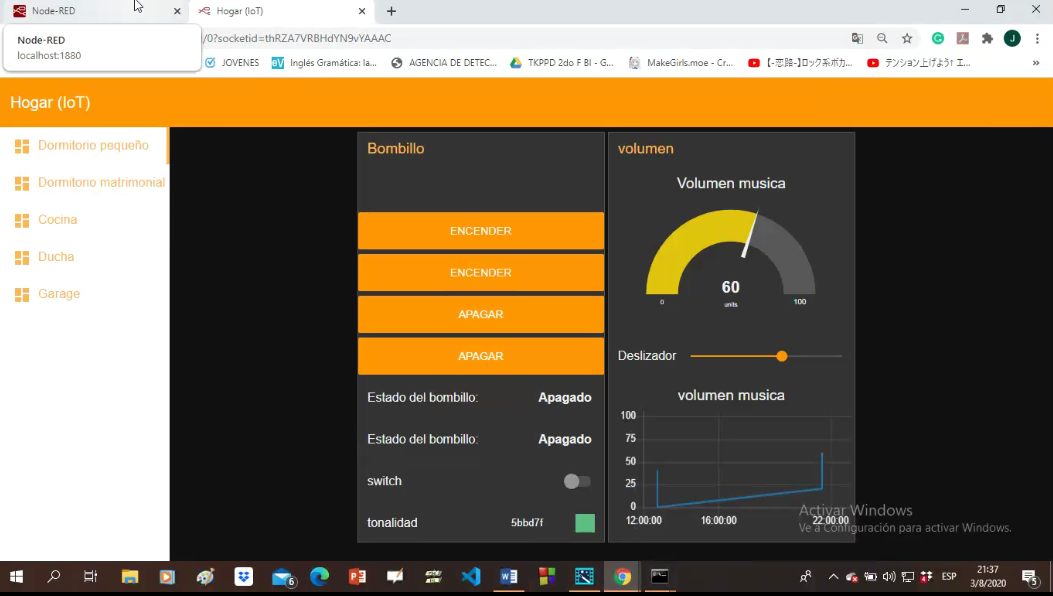 Node-RED
Hogar (IoT)
Node-RED
localhost:1880
/0?socketid=thRZA7VRBHdYN9vYAAAC
J
JOVENES
Inglés Gramática: la...
AGENCIA DE DETEC...
TKPPD 2do F BI - G...
MakeGirls.moe - Cr...
【-恋路-】ロック系ボカ...
テンション上げよう↑ エ...
Hogar (IoT)
Dormitorio pequeño
Dormitorio matrimonial
Cocina
Ducha
Garage
Bombillo
ENCENDER
ENCENDER
APAGAR
APAGAR
Estado del bombillo: Apagado
Estado del bombillo: Apagado
switch
tonalidad 5bbd7f
volumen
Volumen musica
60
units
0 100
Deslizador
volumen musica
100
75
50
25
0
12:00:00 16:00:00 22:00:00
Activar Windows
Ve a Configuración para activar Windows.
6
ESP
21:37
3/8/2020
5